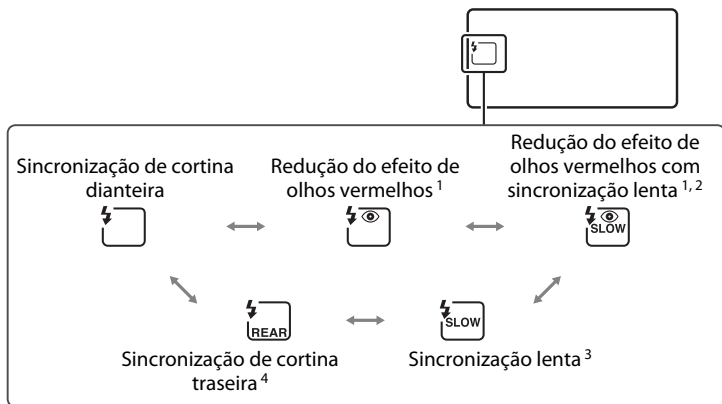 Sincronização de cortina
dianteira
Redução do efeito de
olhos vermelhos 1
Redução do efeito de
olhos vermelhos com
sincronização lenta 1, 2
SLOW
REAR
SLOW
Sincronização de cortina
traseira 4
Sincronização lenta 3